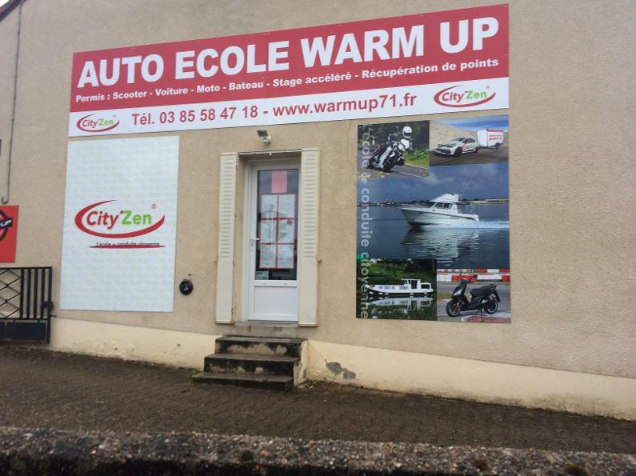 AUTO ECOLE WARM UP
Permis : Scooter - Voiture - Moto - Bateau - Stage accéléré - Récupération de points
City'Zen
Tél. 03 85 58 47 18 - www.warmup71.fr
City'Zen
City'Zen
l'école de conduite citoyenne
école de conduite citoyenne